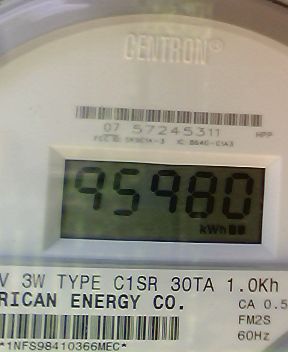 CENTRON®
07 57245311 HPP
95980
kWh
V 3W TYPE C1SR 30TA 1.0Kh
RICAN ENERGY CO. CA 0.5
FM2S
60Hz
*1NFS98410366MEC*